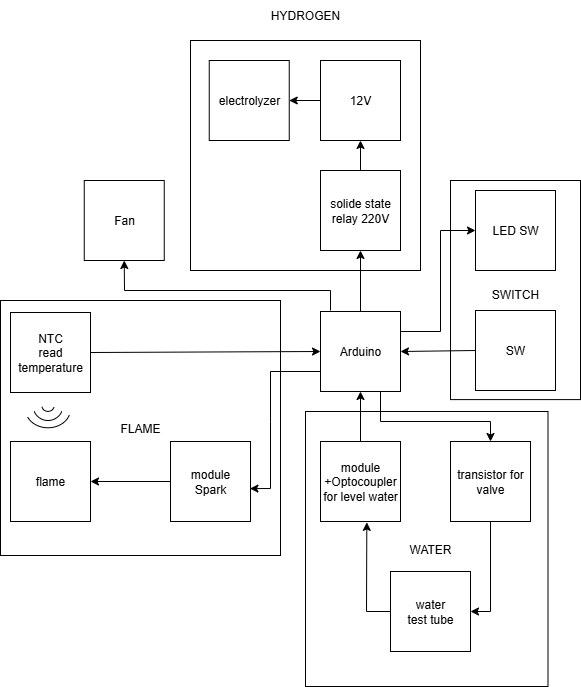 HYDROGEN
electrolyzer
12V
solide state
relay 220V
Fan
LED SW
SWITCH
SW
NTC
read
temperature
Arduino
FLAME
flame
module
Spark
module
+Optocoupler
for level water
transistor for
valve
WATER
water
test tube